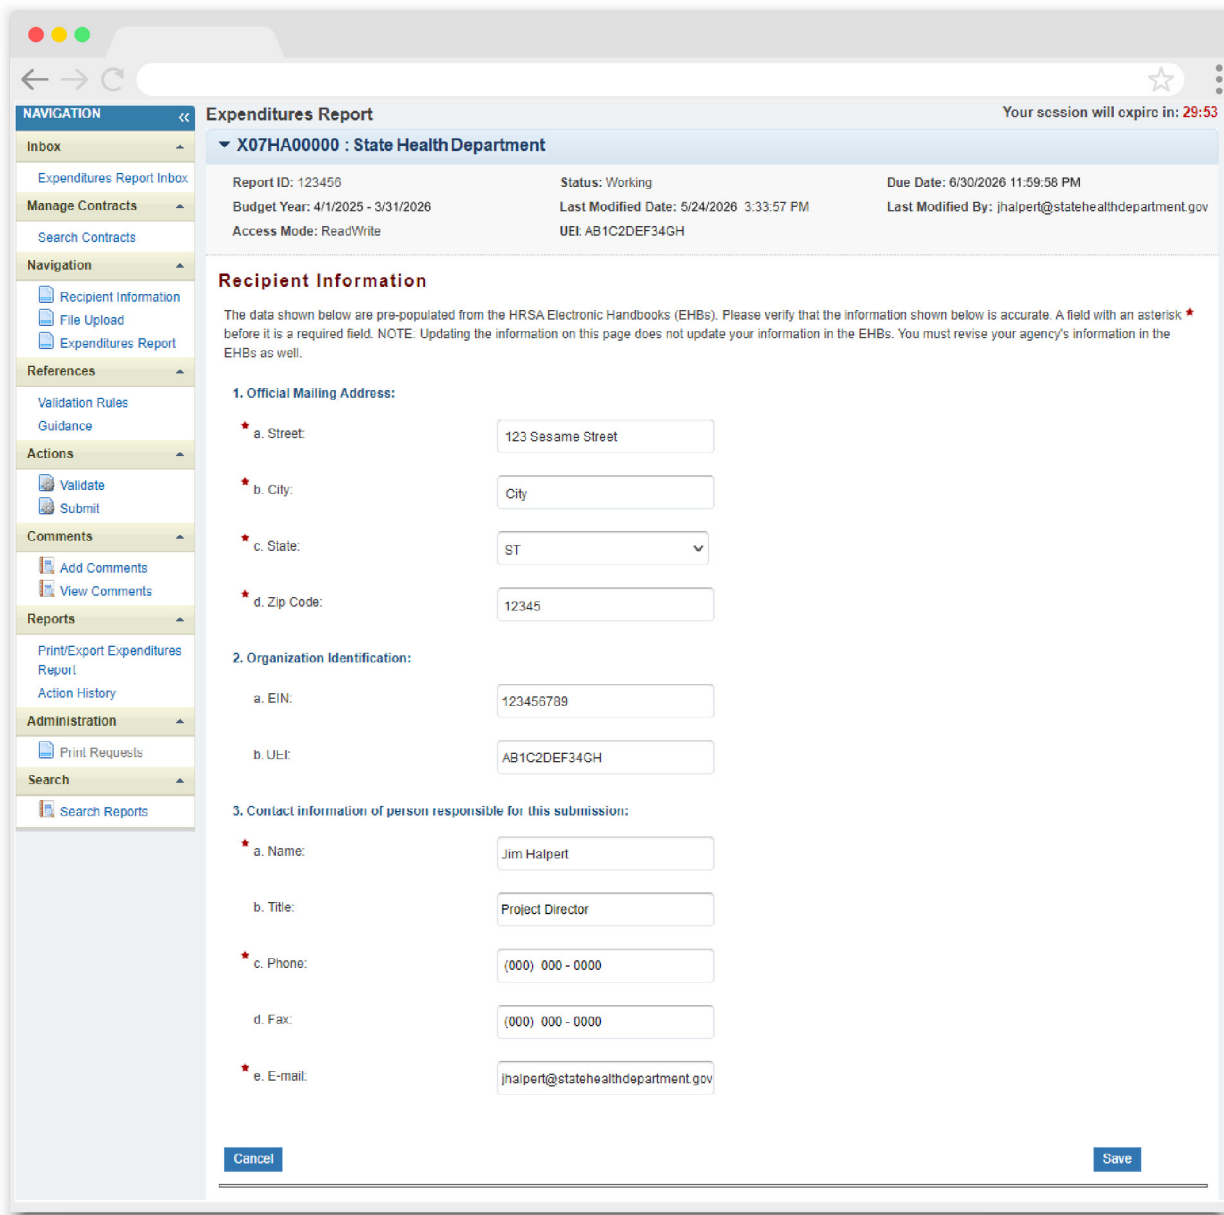 NAVIGATION
Inbox
Expenditures Report Inbox
Manage Contracts
Search Contracts
Navigation
Recipient Information
File Upload
Expenditures Report
References
Validation Rules
Guidance
Actions
Validate
Submit
Comments
Add Comments
View Comments
Reports
Print/Export Expenditures
Report
Action History
Administration
Print Requests
Search
Search Reports
Expenditures Report
Your session will expire in: 29:53
X07HA00000 : State Health Department
Report ID: 123456
Status: Working
Due Date: 6/30/2026 11:59:58 PM
Budget Year: 4/1/2025 - 3/31/2026
Last Modified Date: 5/24/2026 3:33:57 PM
Last Modified By: jhalpert@statehealthdepartment.gov
Access Mode: ReadWrite
UEI: AB1C2DEF34GH
Recipient Information
The data shown below are pre-populated from the HRSA Electronic Handbooks (EHBs). Please verify that the information shown below is accurate. A field with an asterisk *
before it is a required field. NOTE: Updating the information on this page does not update your information in the EHBs. You must revise your agency's information in the
EHBs as well.
1. Official Mailing Address:
* a. Street: 123 Sesame Street
* b. City: City
* c. State: ST
* d. Zip Code: 12345
2. Organization Identification:
a. EIN: 123456789
b. UEI: AB1C2DEF34GH
3. Contact information of person responsible for this submission:
* a. Name: Jim Halpert
b. Title: Project Director
* c. Phone: (000) 000 - 0000
d. Fax: (000) 000 - 0000
* e. E-mail: jhalpert@statehealthdepartment.gov
Cancel
Save